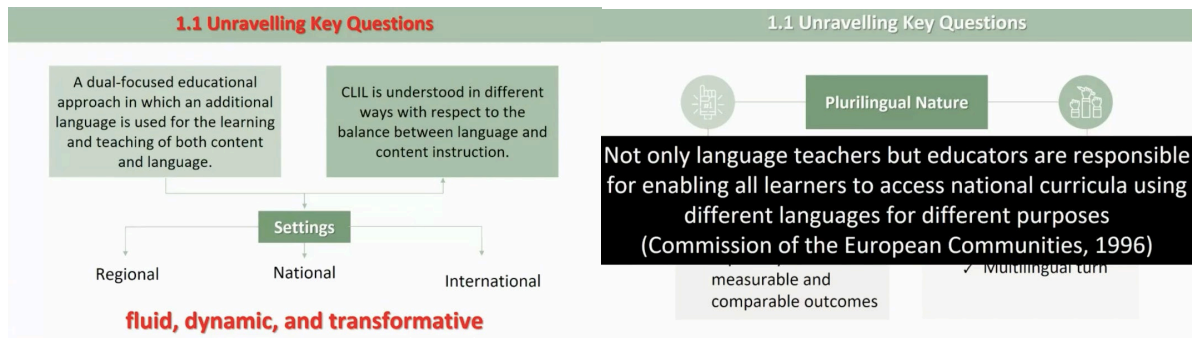 1.1 Unravelling Key Questions
A dual-focused educational
approach in which an additional
language is used for the learning
and teaching of both content
and language.
CLIL is understood in different
ways with respect to the
balance between language and
content instruction.
Settings
Regional
National
International
fluid, dynamic, and transformative
1.1 Unravelling Key Questions
Plurilingual Nature
Not only language teachers but educators are responsible
for enabling all learners to access national curricula using
different languages for different purposes
(Commission of the European Communities, 1996)
measurable and
comparable outcomes
✓ Multilingual turn